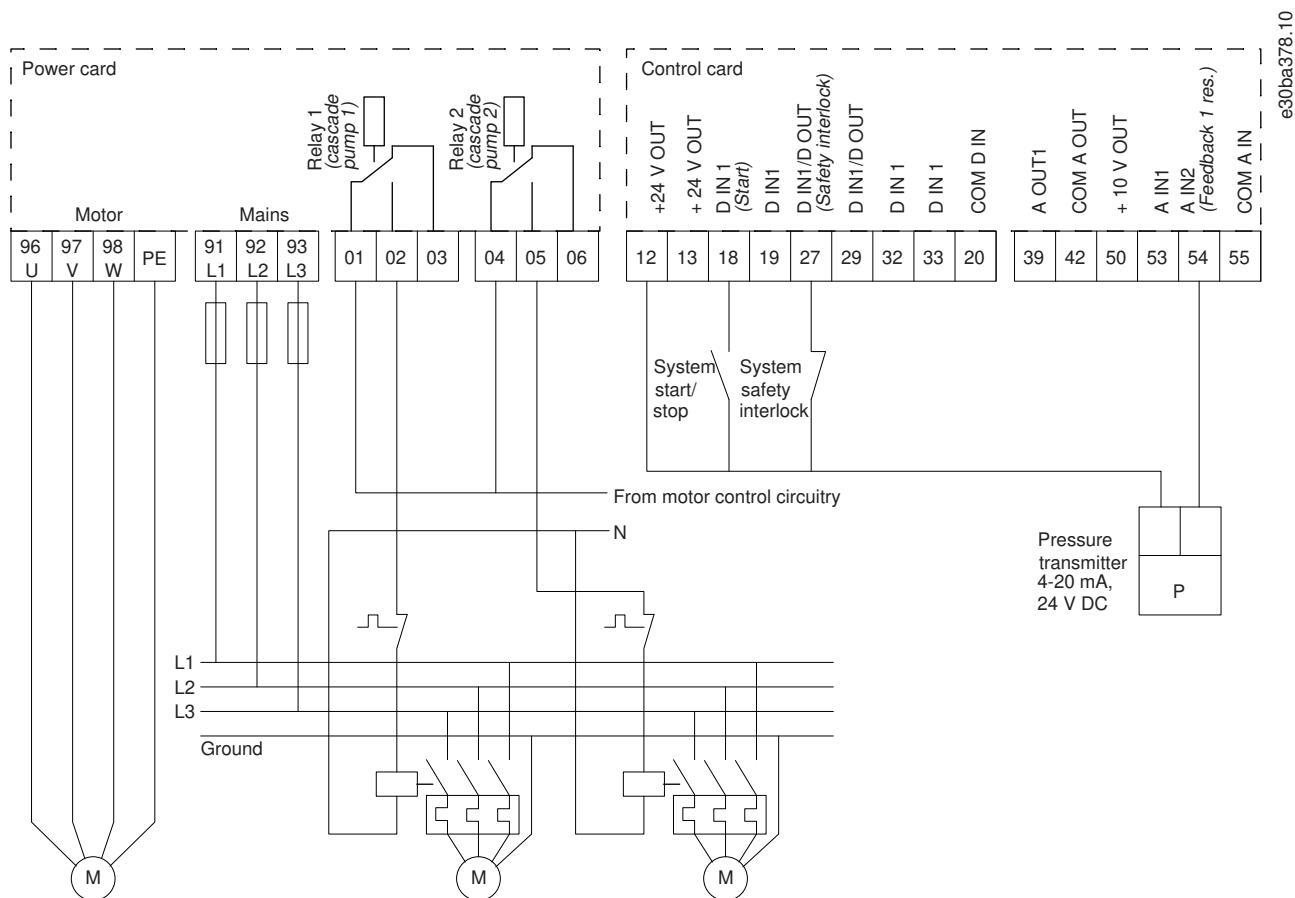 e30ba378.10
Power card
Relay 1
(cascade
pump 1)
Relay 2
(cascade
pump 2)
Motor
Mains
96
U
97
V
98
W
PE
91
L1
92
L2
93
L3
01
02
03
04
05
06
Control card
+24 V OUT
+ 24 V OUT
D IN 1
(Start)
D IN1
D IN1/D OUT
(Safety interlock)
D IN1/D OUT
D IN 1
D IN 1
COM D IN
A OUT1
COM A OUT
+ 10 V OUT
A IN1
A IN2
(Feedback 1 res.)
COM A IN
12
13
18
19
27
29
32
33
20
39
42
50
53
54
55
System
start/
stop
System
safety
interlock
From motor control circuitry
N
Pressure
transmitter
4-20 mA,
24 V DC
P
L1
L2
L3
Ground
M
M
M